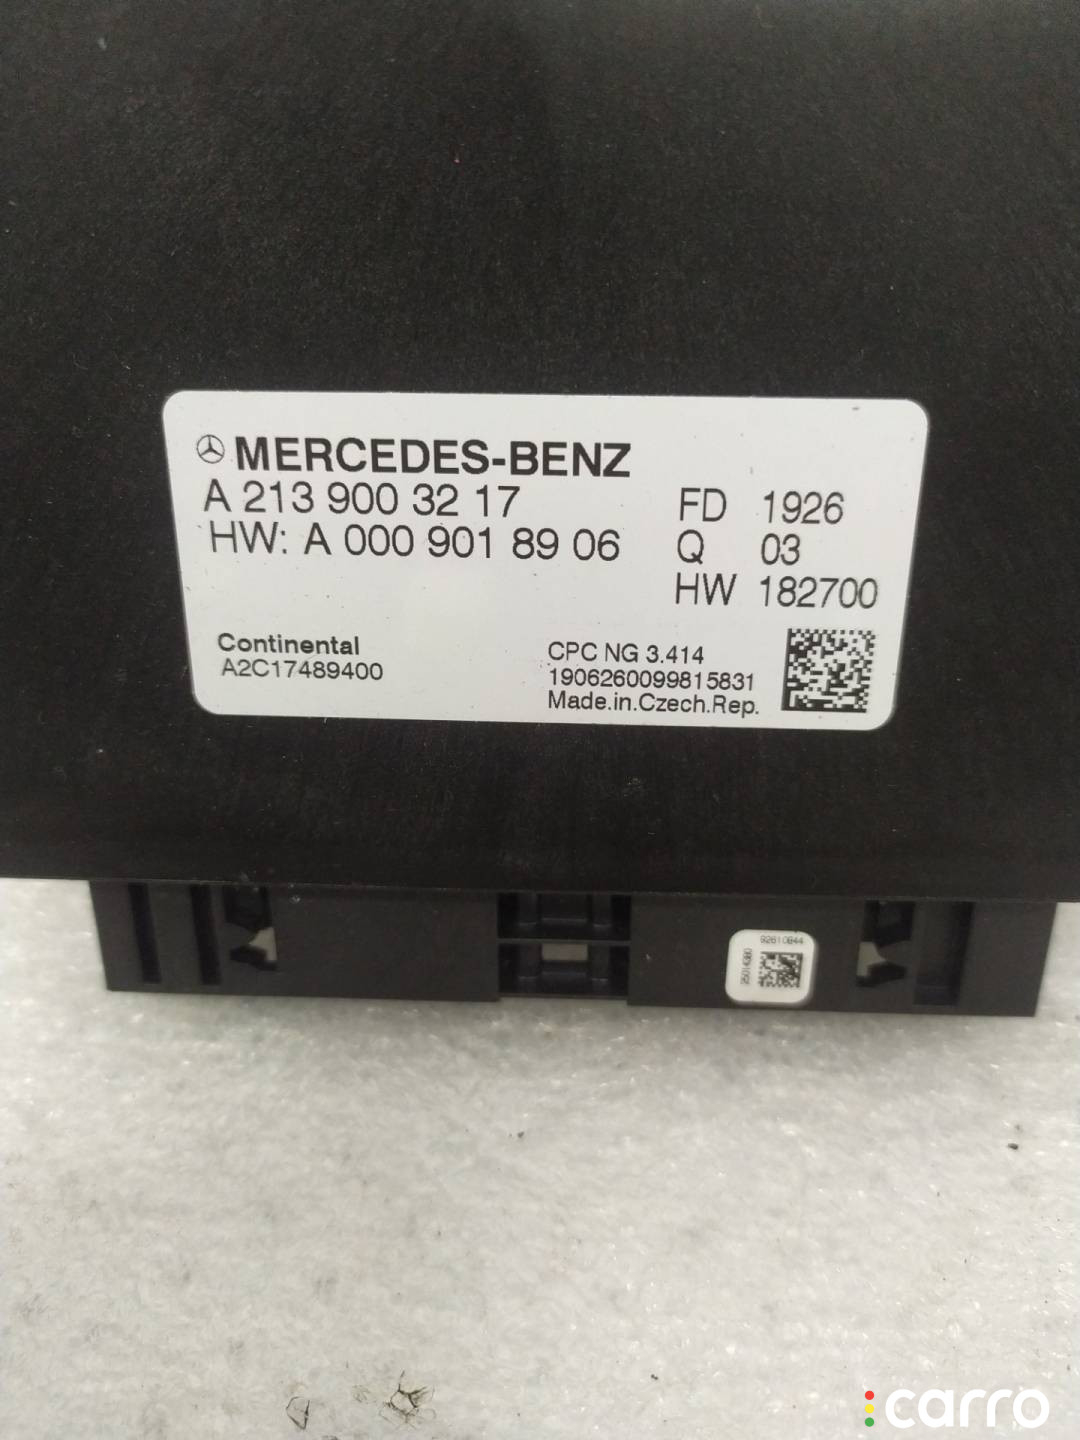 MERCEDES-BENZ
A 213 900 32 17
HW: A 000 901 89 06
FD 1926
Q 03
HW 182700
Continental
A2C17489400
CPC NG 3.414
1906260099815831
Made.in.Czech.Rep.
92610844
carro